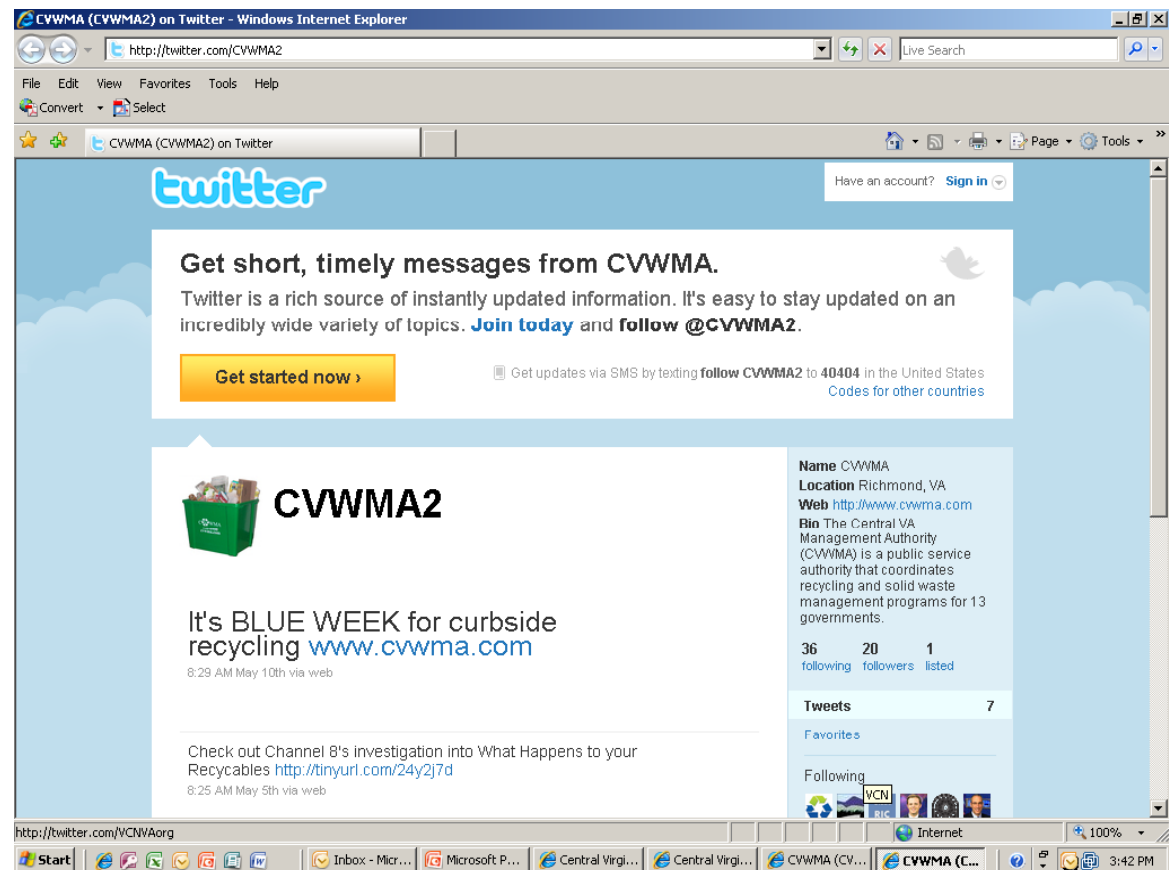 CVWMA (CVWMA2) on Twitter - Windows Internet Explorer
http://twitter.com/CVWMA2
Live Search
File Edit View Favorites Tools Help
Convert Select
CVWMA (CVWMA2) on Twitter
Page Tools
twitter
Have an account? Sign in
Get short, timely messages from CVWMA.
Twitter is a rich source of instantly updated information. It's easy to stay updated on an
incredibly wide variety of topics. Join today and follow @CVWMA2.
Get started now ›
Get updates via SMS by texting follow CVWMA2 to 40404 in the United States
Codes for other countries
CVWMA2
It's BLUE WEEK for curbside
recycling www.cvwma.com
8:29 AM May 10th via web
Check out Channel 8's investigation into What Happens to your
Recycables http://tinyurl.com/24y2j7d
8:25 AM May 5th via web
Name CVWMA
Location Richmond, VA
Web http://www.cvwma.com
Bio The Central VA
Management Authority
(CVWMA) is a public service
authority that coordinates
recycling and solid waste
management programs for 13
governments.
36 20 1
following followers listed
Tweets 7
Favorites
Following
VCN
RIC
http://twitter.com/VCNVAorg
Internet
100%
Start
Inbox - Micr...
Microsoft P...
Central Virgi...
Central Virgi...
CVWMA (CV...
CVWMA (C...
3:42 PM